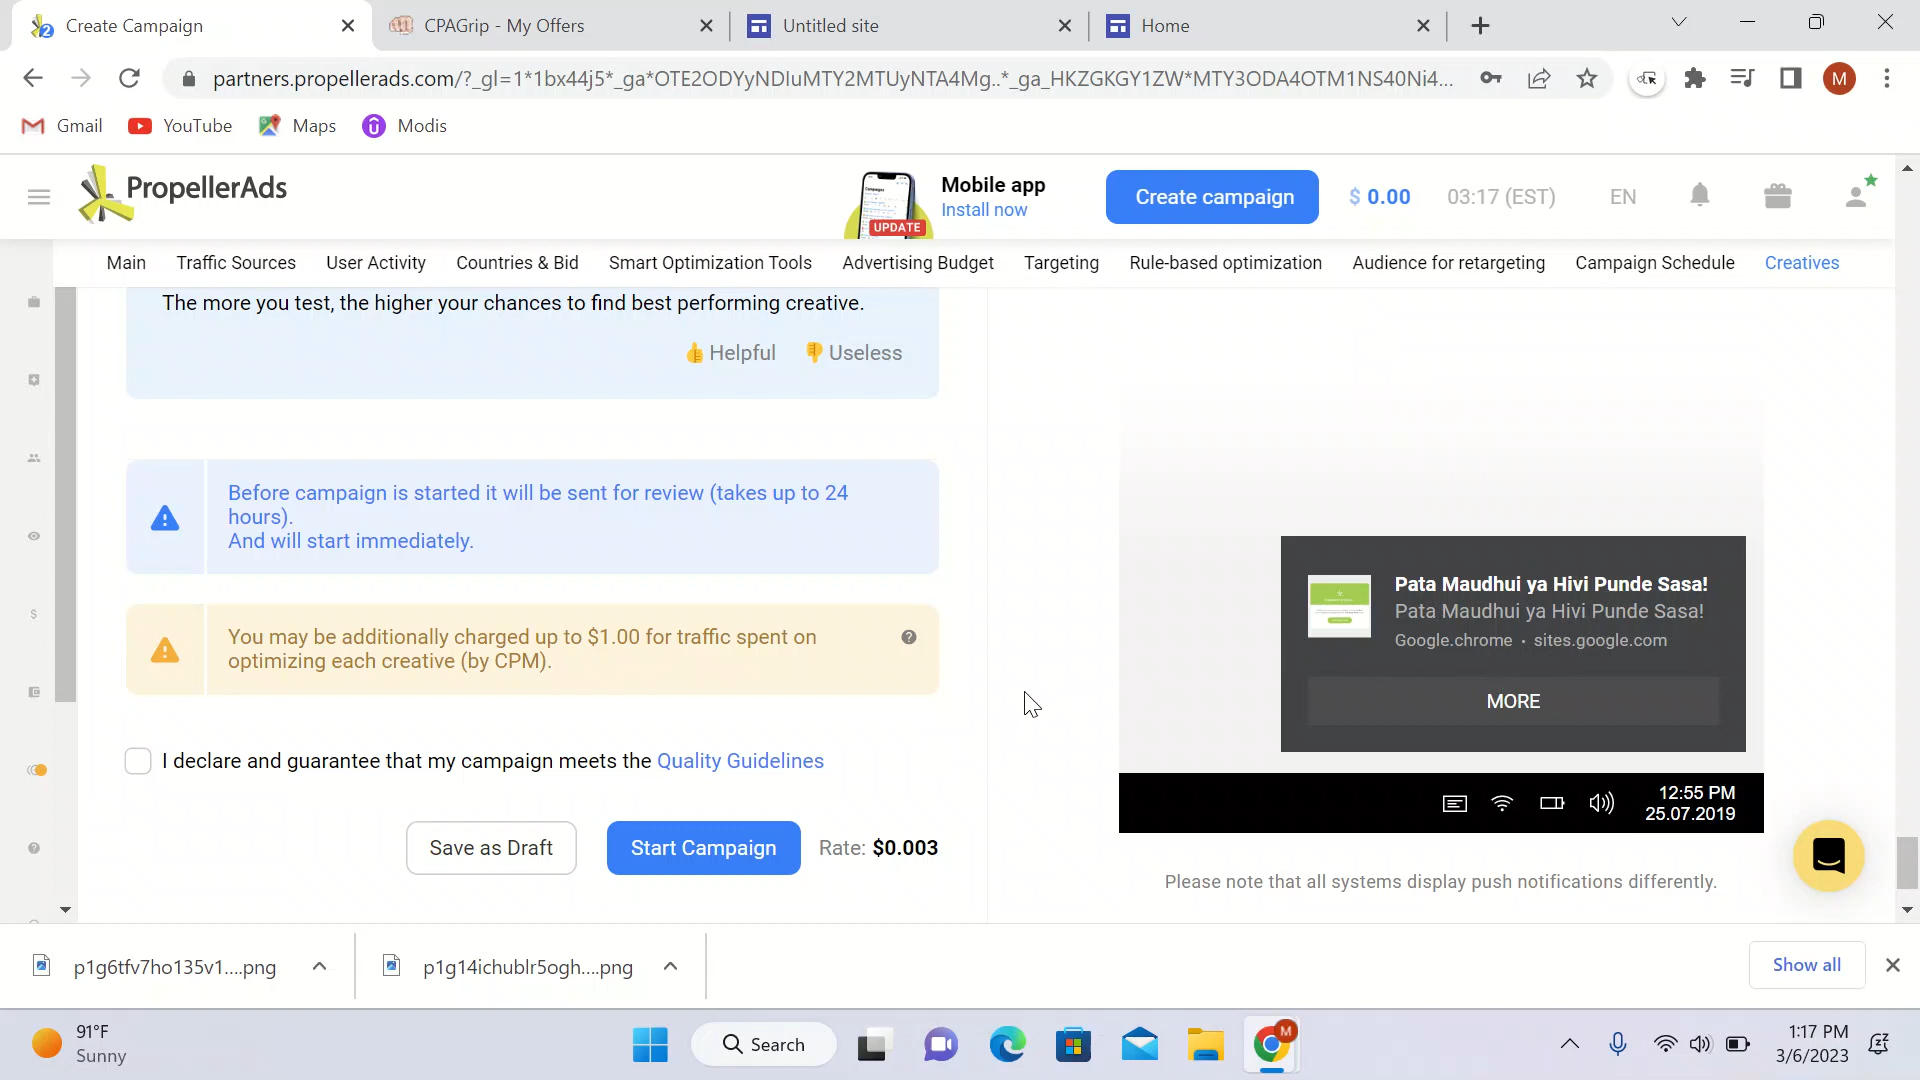 Create Campaign
CPAGrip - My Offers
Untitled site
Home
partners.propellerads.com/?_gl=1*1bx44j5*_ga*OTE2ODYyNDIuMTY2MTUyNTA4Mg..*_ga_HKZGKGY1ZW*MTY3ODA4OTM1NS40Ni4...
M
Gmail
YouTube
Maps
Modis
PropellerAds
UPDATE
Mobile app
Install now
Create campaign
$ 0.00
03:17 (EST)
EN
Main
Traffic Sources
User Activity
Countries & Bid
Smart Optimization Tools
Advertising Budget
Targeting
Rule-based optimization
Audience for retargeting
Campaign Schedule
Creatives
The more you test, the higher your chances to find best performing creative.
Helpful
Useless
Before campaign is started it will be sent for review (takes up to 24
hours).
And will start immediately.
You may be additionally charged up to $1.00 for traffic spent on
optimizing each creative (by CPM).
I declare and guarantee that my campaign meets the Quality Guidelines
Save as Draft
Start Campaign
Rate: $0.003
Pata Maudhui ya Hivi Punde Sasa!
Pata Maudhui ya Hivi Punde Sasa!
Google.chrome · sites.google.com
MORE
12:55 PM
25.07.2019
Please note that all systems display push notifications differently.
p1g6tfv7ho135v1....png
p1g14ichublr5ogh....png
Show all
91°F
Sunny
Search
M
1:17 PM
3/6/2023